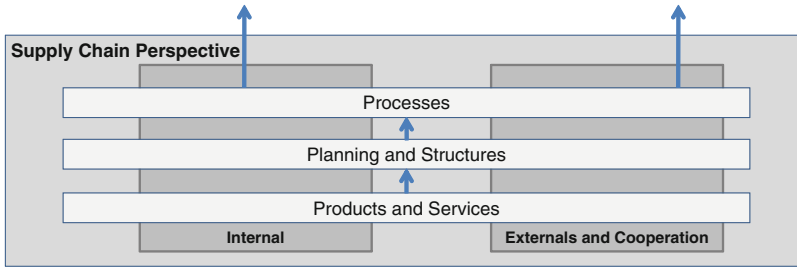 Supply Chain Perspective
Processes
Planning and Structures
Products and Services
Internal
Externals and Cooperation